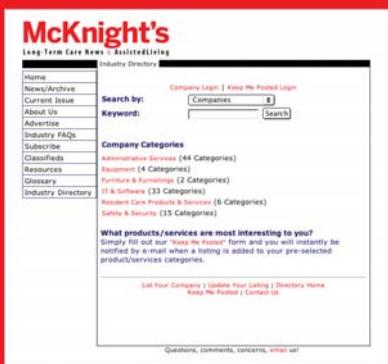 McKnight's
Long-Term Care News & AssistedLiving
Industry Directory
Home
News/Archive
Current Issue
About Us
Advertise
Industry FAQs
Subscribe
Classifieds
Resources
Glossary
Industry Directory
Company Login | Keep Me Posted Login
Search by:
Companies
Keyword:
Search
Company Categories
Administrative Services (44 Categories)
Equipment (4 Categories)
Furniture & Furnishings (2 Categories)
IT & Software (33 Categories)
Resident Care Products & Services (6 Categories)
Safety & Security (15 Categories)
What products/services are most interesting to you?
Simply fill out our "Keep Me Posted" form and you will instantly be
notified by e-mail when a listing is added to your pre-selected
product/services categories.
List Your Company | Update Your Listing | Directory Home
Keep Me Posted | Contact Us
Questions, comments, concerns, email us!